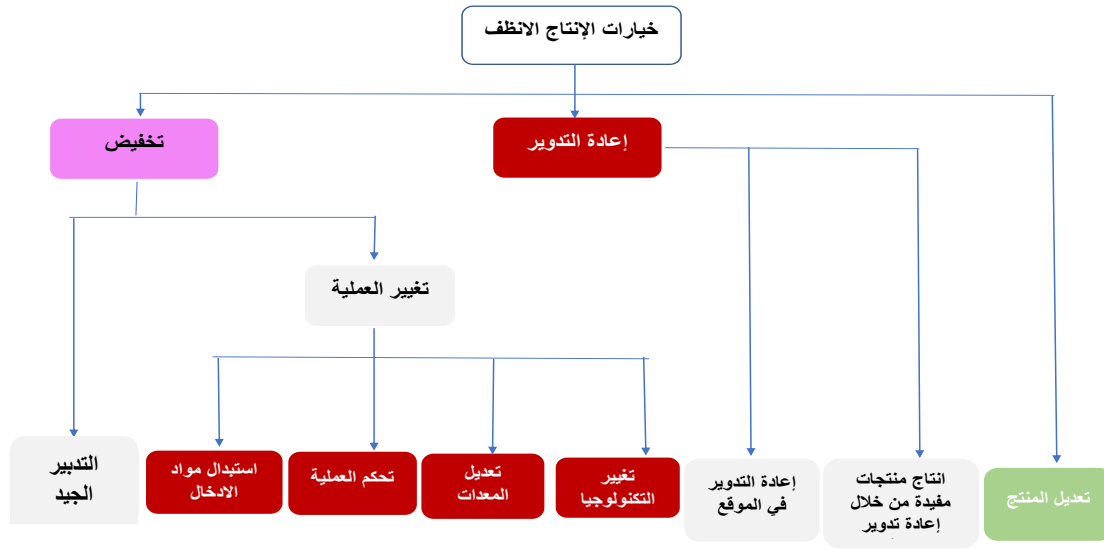 خيارات الإنتاج الانظف
تخفيض
إعادة التدوير
تغيير العملية
التدبير
الجيد
استبدال مواد
الادخال
تحكم العملية
تعديل
المعدات
تغيير
التكنولوجيا
إعادة التدوير
في الموقع
انتاج منتجات
مفيدة من خلال
إعادة تدوير
تعديل المنتج